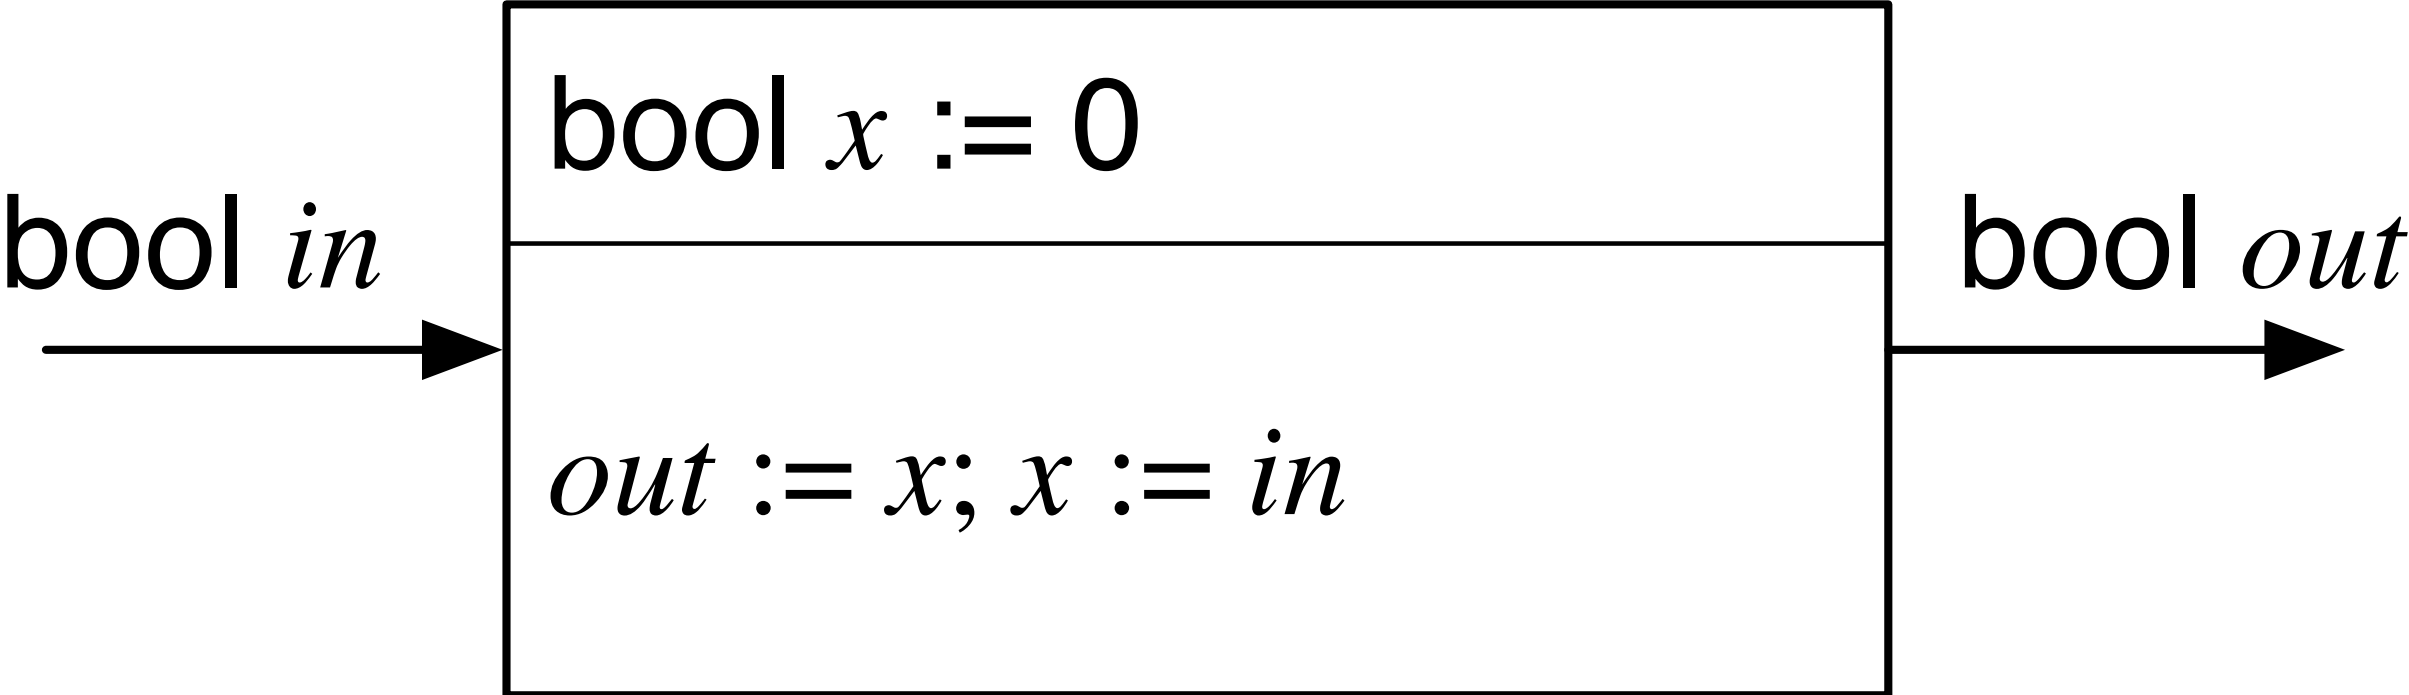 bool x := 0
bool in
bool out
out := x; x := in